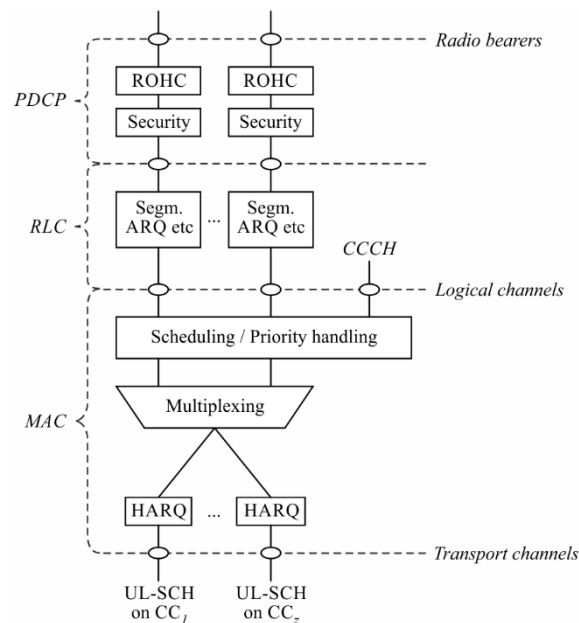 Radio bearers
ROHC
ROHC
PDCP
Security
Security
Segm.
ARQ etc
...
Segm.
ARQ etc
RLC
CCCH
Logical channels
Scheduling / Priority handling
Multiplexing
MAC
HARQ
...
HARQ
Transport channels
UL-SCH
on CC1
UL-SCH
on CCz